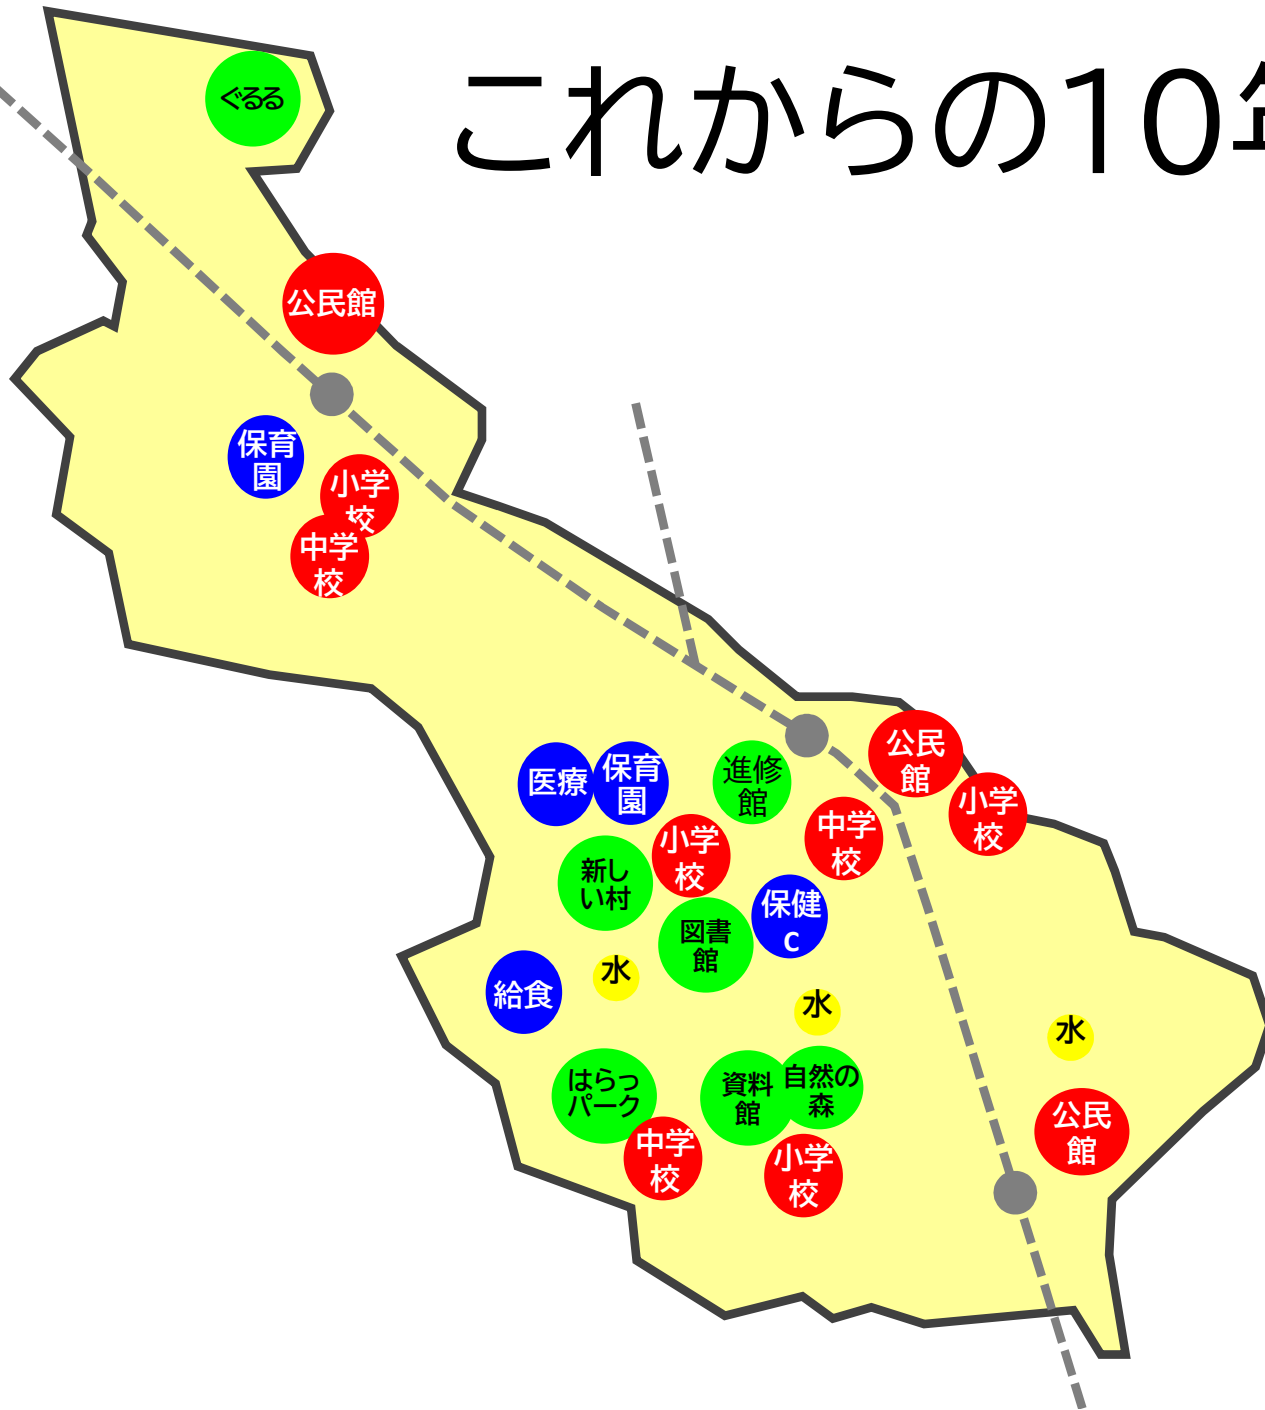 これからの10年
ぐるる
公民館
保育
園
小学
校
中学
校
公民
館
医療
保育
園
進修
館
小学
校
中学
校
小学
校
新し
い村
図書
館
保健
C
給食
水
水
水
はらっ
パーク
資料
館
自然の
森
公民
館
中学
校
小学
校